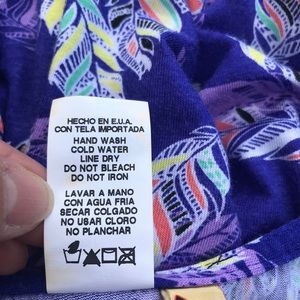 HECHO EN E.U.A.
CON TELA IMPORTADA
HAND WASH
COLD WATER
LINE DRY
DO NOT BLEACH
DO NOT IRON
LAVAR A MANO
CON AGUA FRIA
SECAR COLGADO
NO USAR CLORO
NO PLANCHAR